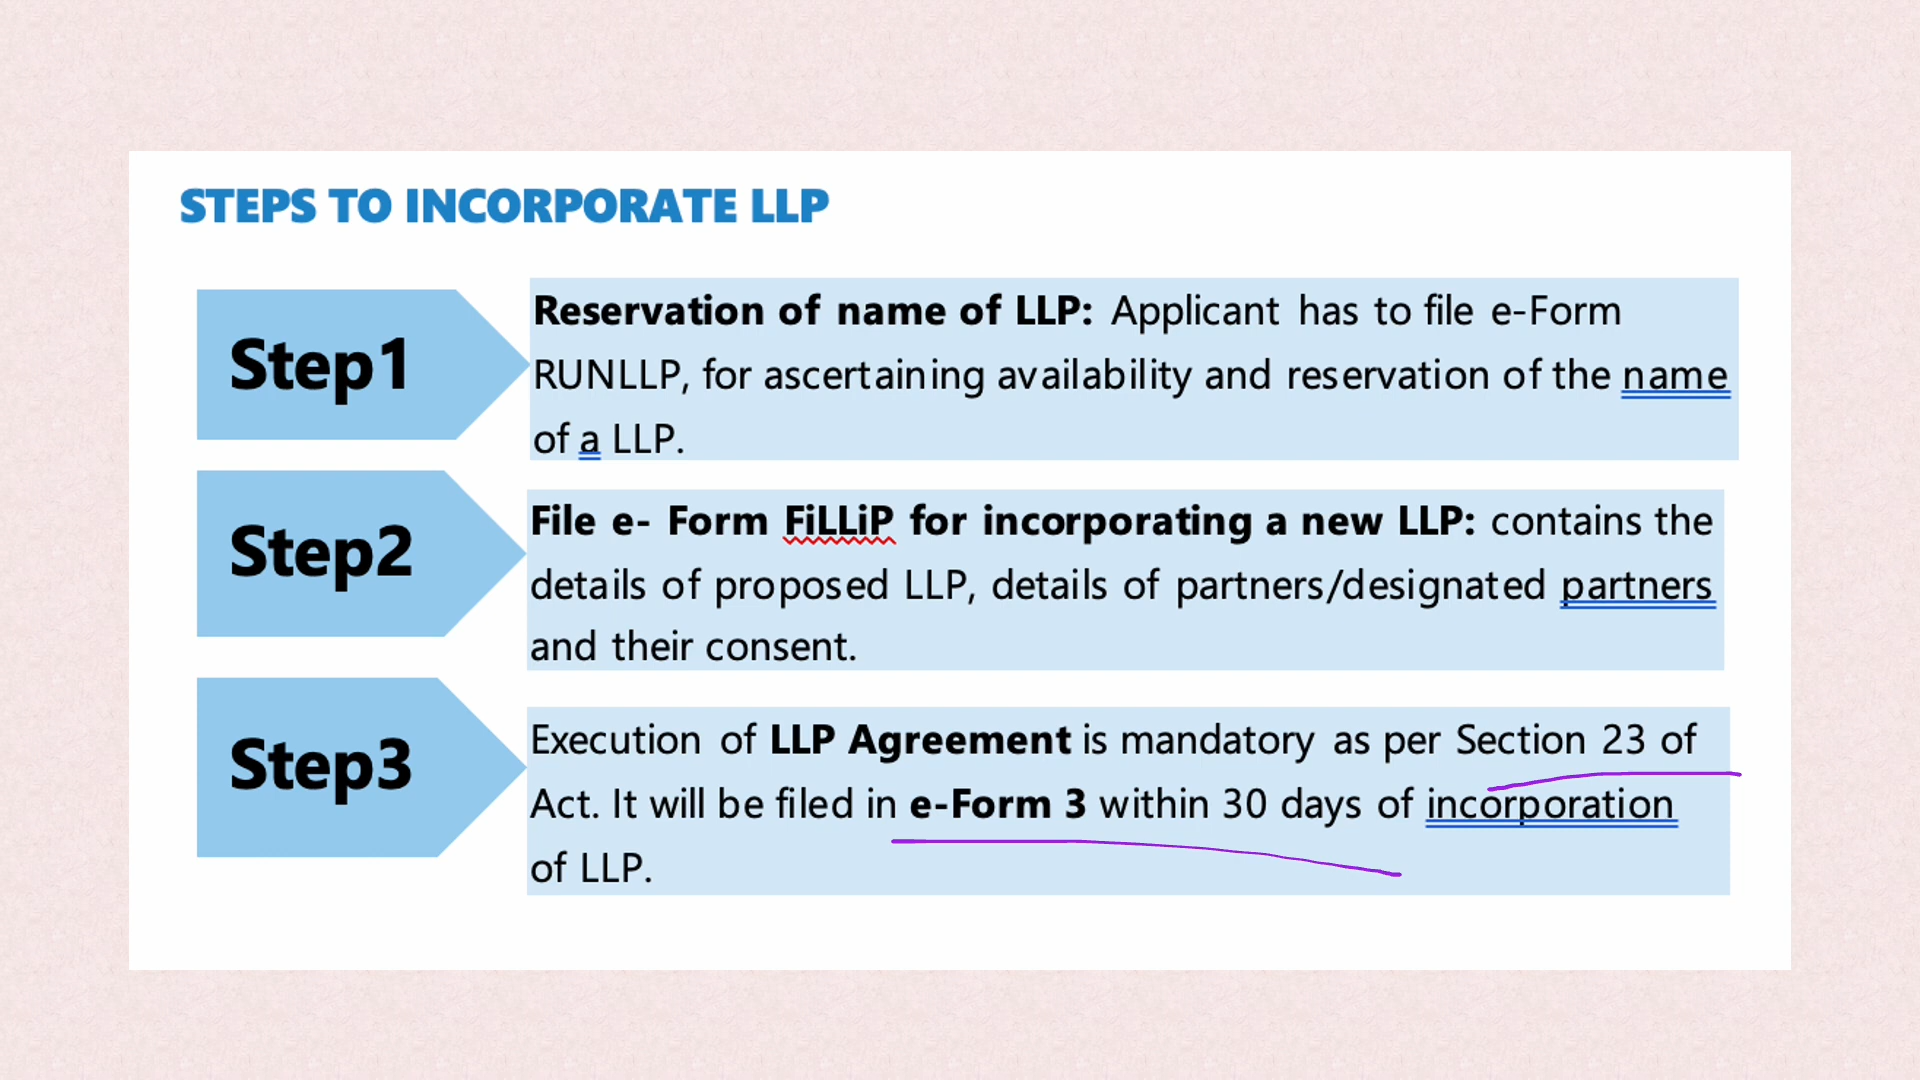 STEPS TO INCORPORATE LLP
Step1
Reservation of name of LLP: Applicant has to file e-Form
RUNLLP, for ascertaining availability and reservation of the name
of a LLP.
Step2
File e- Form FiLLiP for incorporating a new LLP: contains the
details of proposed LLP, details of partners/designated partners
and their consent.
Step3
Execution of LLP Agreement is mandatory as per Section 23 of
Act. It will be filed in e-Form 3 within 30 days of incorporation
of LLP.